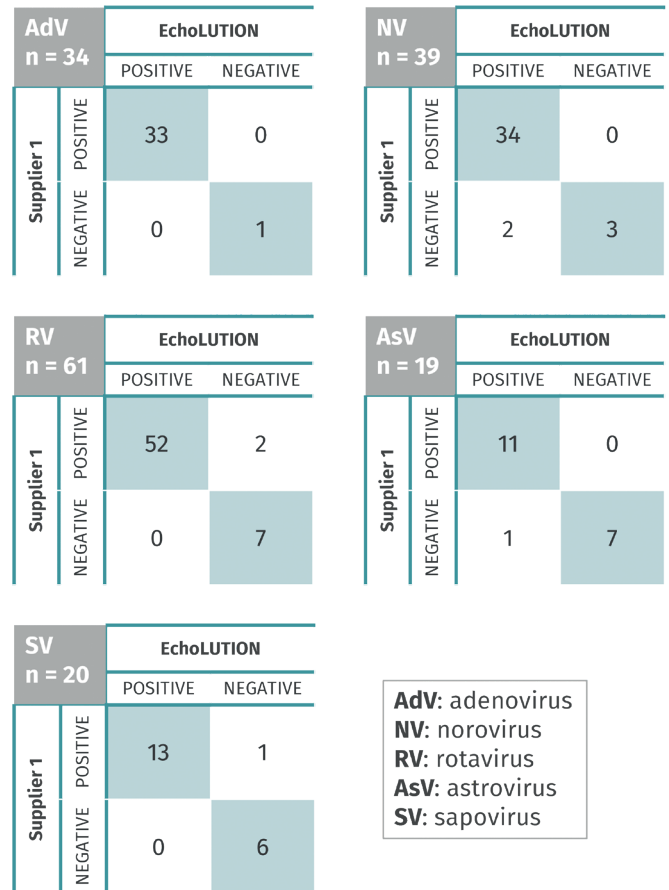 AdV
n = 34
EchoLUTION
POSITIVE NEGATIVE
Supplier 1
POSITIVE
33 0
NEGATIVE
0 1
NV
n = 39
EchoLUTION
POSITIVE NEGATIVE
Supplier 1
POSITIVE
34 0
NEGATIVE
2 3
RV
n = 61
EchoLUTION
POSITIVE NEGATIVE
Supplier 1
POSITIVE
52 2
NEGATIVE
0 7
AsV
n = 19
EchoLUTION
POSITIVE NEGATIVE
Supplier 1
POSITIVE
11 0
NEGATIVE
1 7
SV
n = 20
EchoLUTION
POSITIVE NEGATIVE
Supplier 1
POSITIVE
13 1
NEGATIVE
0 6
AdV: adenovirus
NV: norovirus
RV: rotavirus
AsV: astrovirus
SV: sapovirus